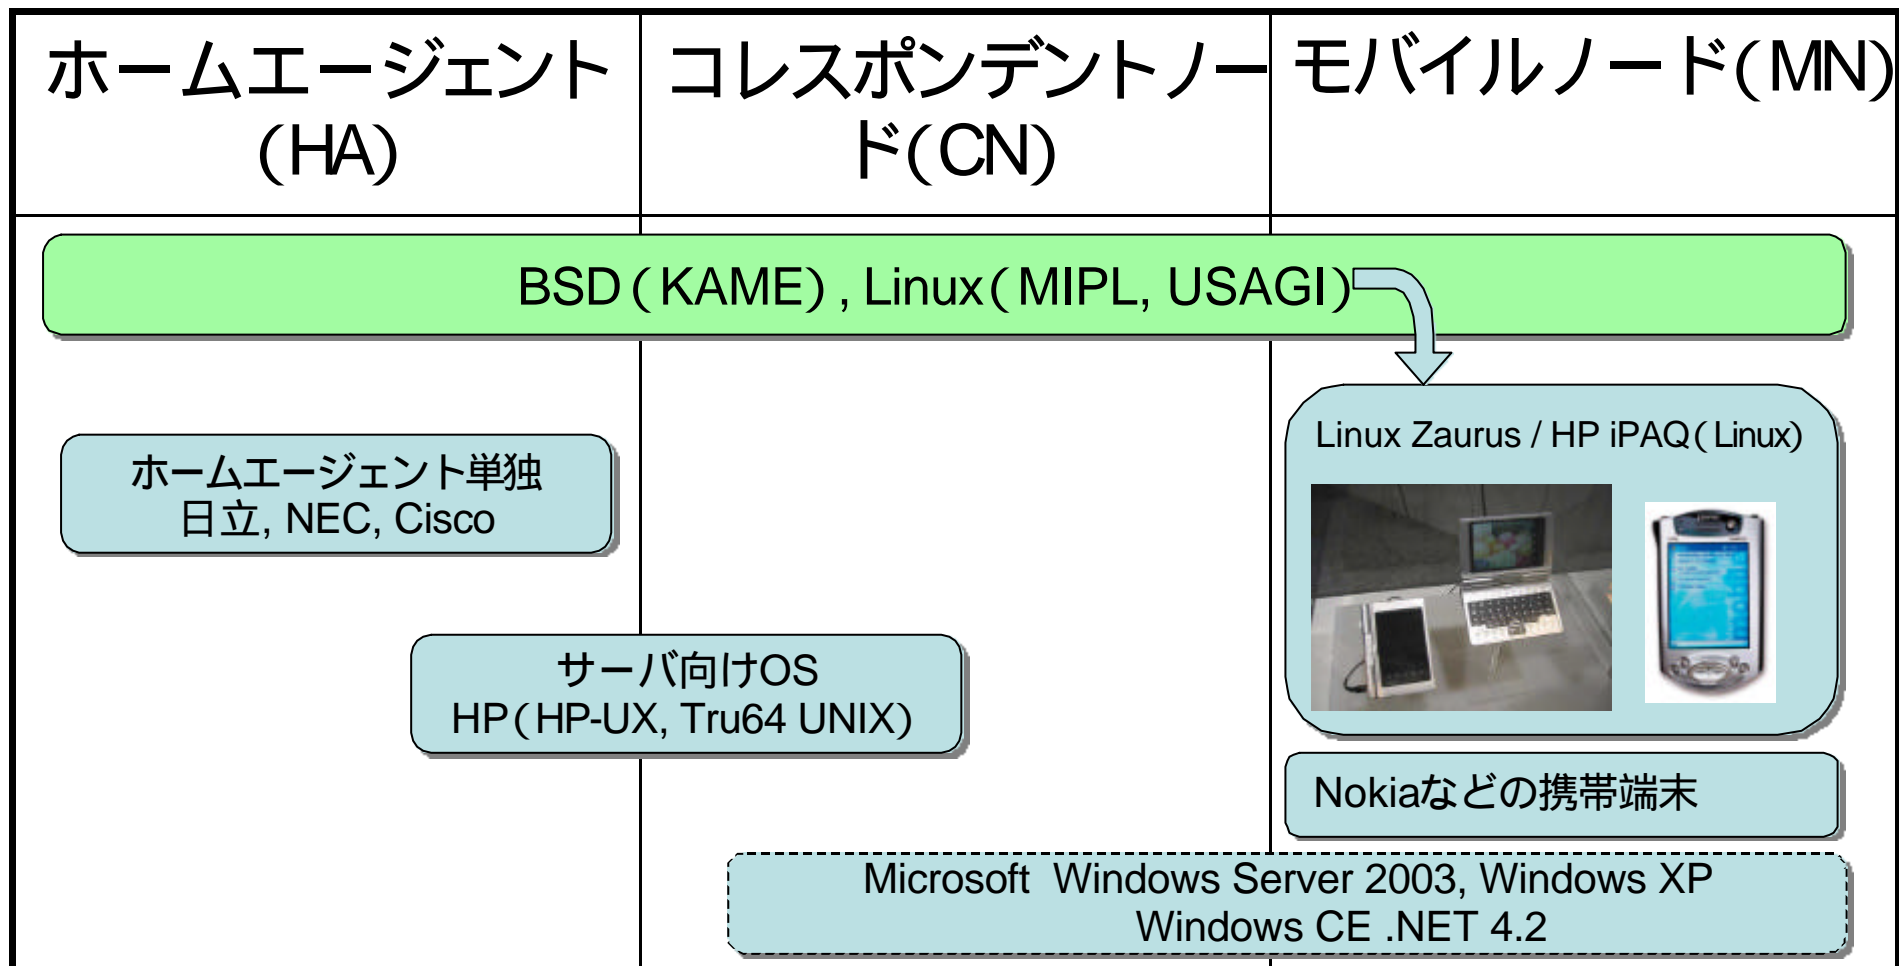 ホームエージェント
(HA)
コレスポンデントノー
ド(CN)
モバイルノード(MN)
BSD(KAME), Linux(MIPL, USAGI)
Linux Zaurus / HP iPAQ(Linux)
ホームエージェント単独
日立, NEC, Cisco
サーバ向けOS
HP(HP-UX, Tru64 UNIX)
Nokiaなどの携帯端末
Microsoft Windows Server 2003, Windows XP
Windows CE .NET 4.2